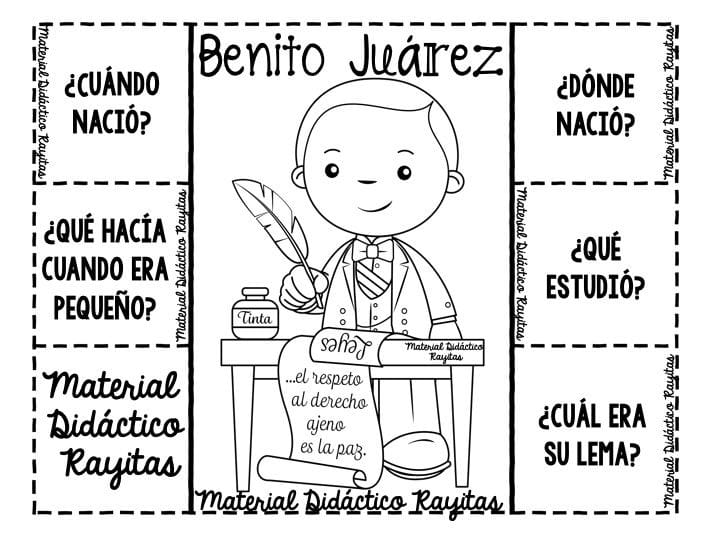 Benito Juárez
Material Didáctico Rayitas
¿CUÁNDO
NACIÓ?
¿QUÉ HACÍA
CUANDO ERA
PEQUEÑO?
Material Didáctico Rayitas
Material
Didáctico
Rayitas
Tinta
Leyes
Material Didáctico
Rayitas
...el respeto
al derecho
ajeno
es la paz.
Material Didáctico Rayitas
¿DÓNDE
NACIÓ?
Material Didáctico Rayitas
Material Didáctico Rayitas
¿QUÉ
ESTUDIÓ?
¿CUÁL ERA
SU LEMA?
Material Didáctico Rayitas